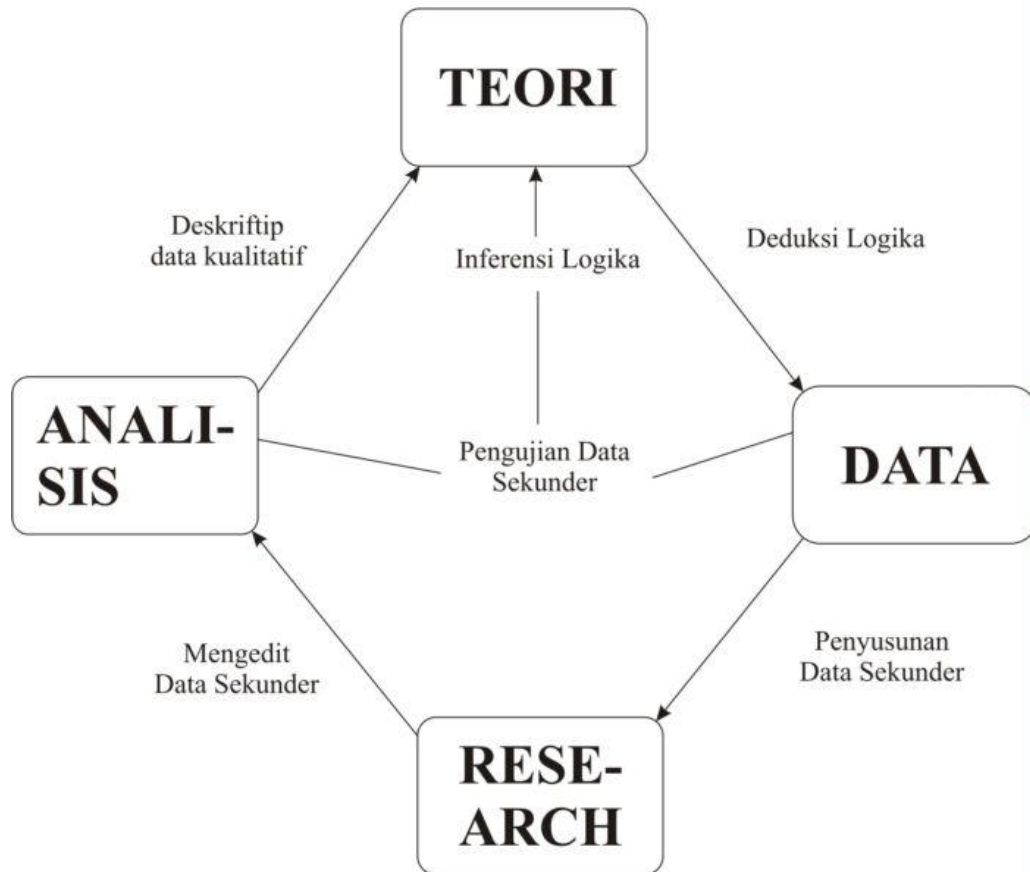 TEORI
Deskriftip
data kualitatif
Inferensi Logika
Deduksi Logika
ANALI-
SIS
Pengujian Data
Sekunder
DATA
Mengedit
Data Sekunder
Penyusunan
Data Sekunder
RESE-
ARCH